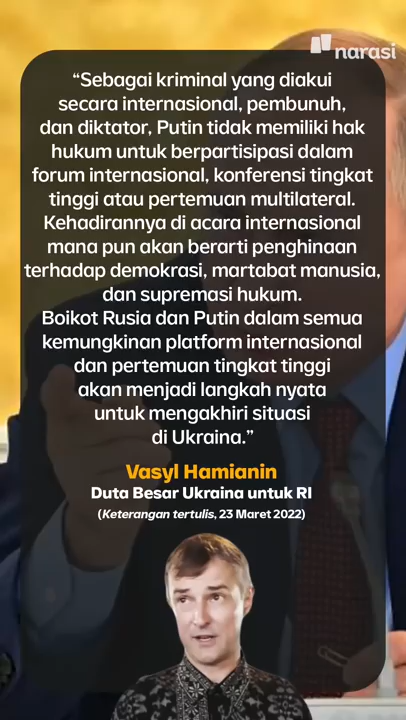 narasi
“Sebagai kriminal yang diakui
secara internasional, pembunuh,
dan diktator, Putin tidak memiliki hak
hukum untuk berpartisipasi dalam
forum internasional, konferensi tingkat
tinggi atau pertemuan multilateral.
Kehadirannya di acara internasional
mana pun akan berarti penghinaan
terhadap demokrasi, martabat manusia,
dan supremasi hukum.
Boikot Rusia dan Putin dalam semua
kemungkinan platform internasional
dan pertemuan tingkat tinggi
akan menjadi langkah nyata
untuk mengakhiri situasi
di Ukraina.”
Vasyl Hamianin
Duta Besar Ukraina untuk RI
(Keterangan tertulis, 23 Maret 2022)